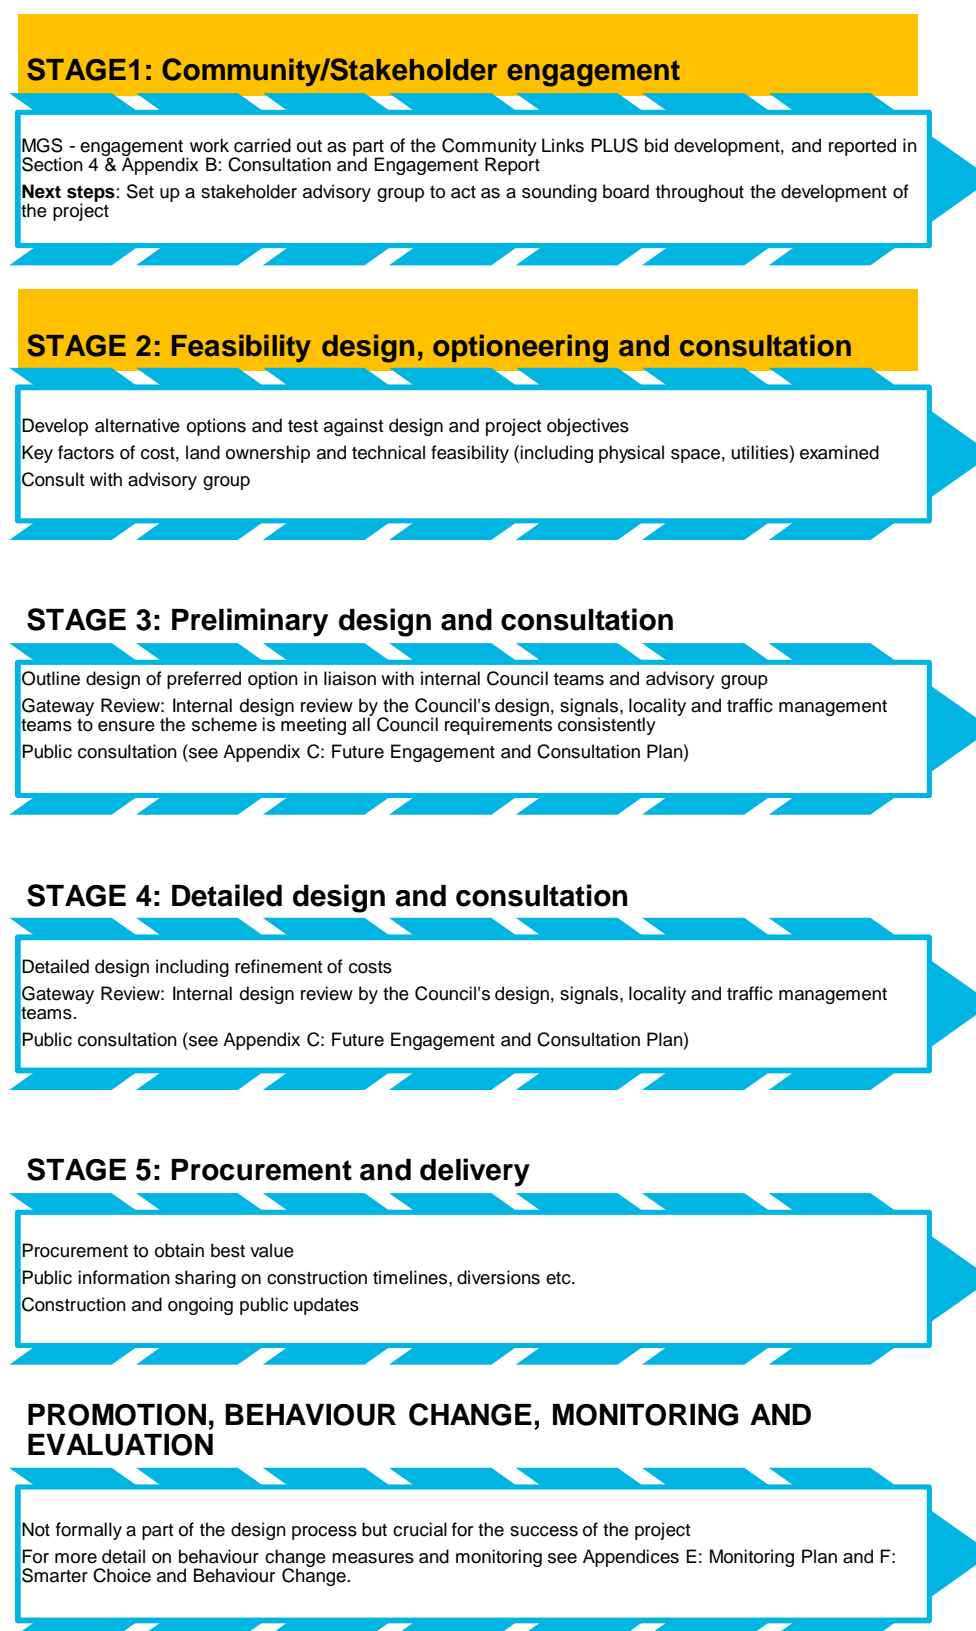 STAGE1: Community/Stakeholder engagement
MGS - engagement work carried out as part of the Community Links PLUS bid development, and reported in
Section 4 & Appendix B: Consultation and Engagement Report
Next steps: Set up a stakeholder advisory group to act as a sounding board throughout the development of
the project
STAGE 2: Feasibility design, optioneering and consultation
Develop alternative options and test against design and project objectives
Key factors of cost, land ownership and technical feasibility (including physical space, utilities) examined
Consult with advisory group
STAGE 3: Preliminary design and consultation
Outline design of preferred option in liaison with internal Council teams and advisory group
Gateway Review: Internal design review by the Council's design, signals, locality and traffic management
teams to ensure the scheme is meeting all Council requirements consistently
Public consultation (see Appendix C: Future Engagement and Consultation Plan)
STAGE 4: Detailed design and consultation
Detailed design including refinement of costs
Gateway Review: Internal design review by the Council's design, signals, locality and traffic management
teams.
Public consultation (see Appendix C: Future Engagement and Consultation Plan)
STAGE 5: Procurement and delivery
Procurement to obtain best value
Public information sharing on construction timelines, diversions etc.
Construction and ongoing public updates
PROMOTION, BEHAVIOUR CHANGE, MONITORING AND
EVALUATION
Not formally a part of the design process but crucial for the success of the project
For more detail on behaviour change measures and monitoring see Appendices E: Monitoring Plan and F:
Smarter Choice and Behaviour Change.